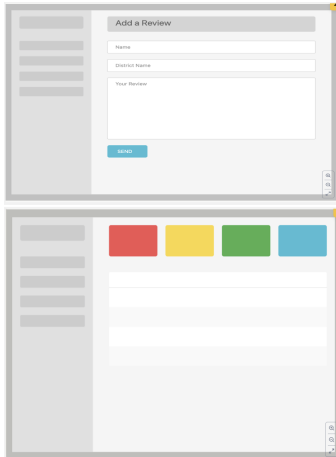 Add a Review
Name
District Name
Your Review
SEND